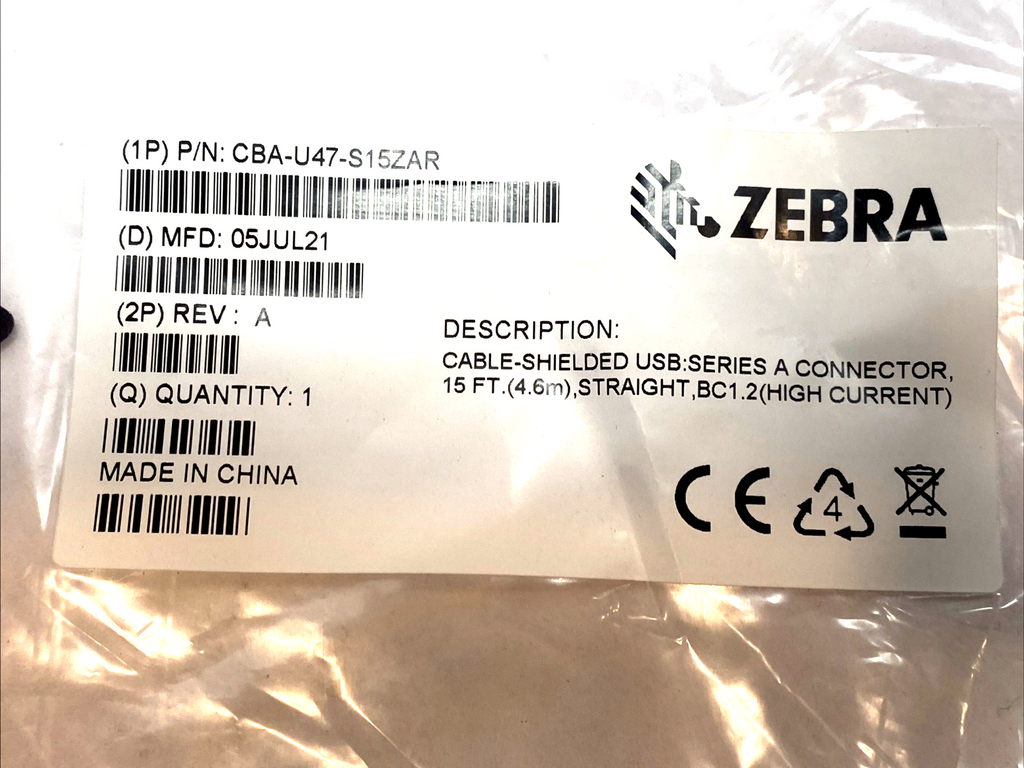 (1P) P/N: CBA-U47-S15ZAR
ZEBRA
(D) MFD: 05JUL21
(2P) REV : A
(Q) QUANTITY: 1
MADE IN CHINA
DESCRIPTION:
CABLE-SHIELDED USB:SERIES A CONNECTOR,
15 FT.(4.6m),STRAIGHT,BC1.2(HIGH CURRENT)
CE
4